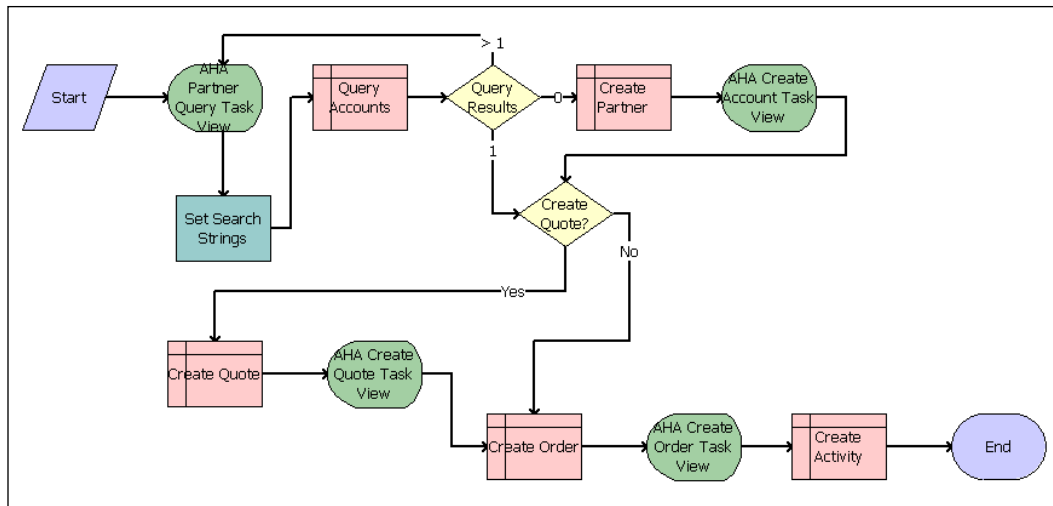 > 1
AHA
Partner
Query Task
View
Start
Query
Accounts
Query
Results
0
Create
Partner
AHA Create
Account Task
View
1
Set Search
Strings
Create
Quote?
No
Yes
Create Quote
AHA Create
Quote Task
View
Create Order
AHA Create
Order Task
View
Create
Activity
End